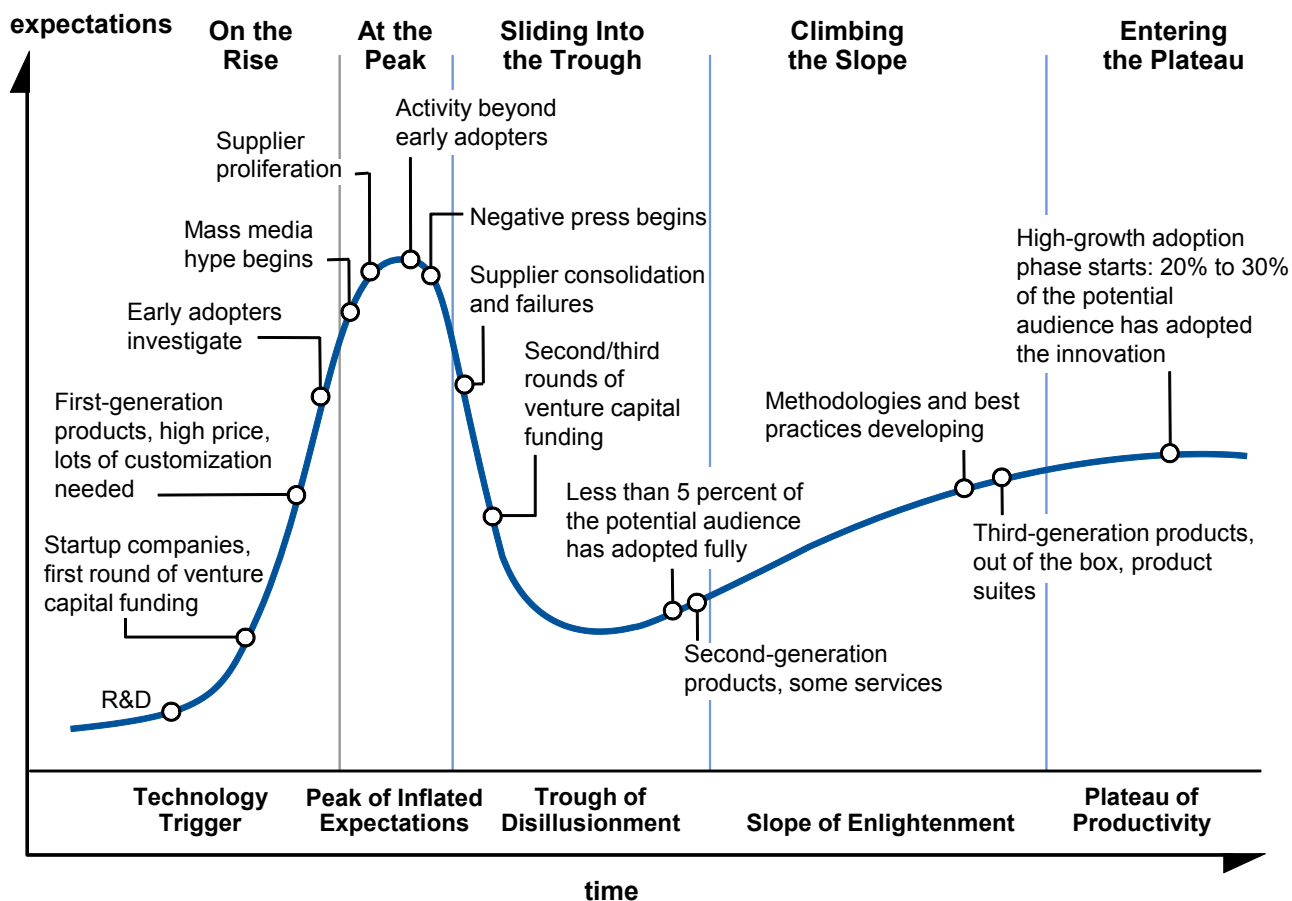 expectations
On the
Rise
At the
Peak
Sliding Into
the Trough
Climbing
the Slope
Entering
the Plateau
Activity beyond
early adopters
Supplier
proliferation
Negative press begins
Mass media
hype begins
Supplier consolidation
and failures
High-growth adoption
phase starts: 20% to 30%
of the potential
audience has adopted
the innovation
Early adopters
investigate
Second/third
rounds of
venture capital
funding
First-generation
products, high price,
lots of customization
needed
Methodologies and best
practices developing
Less than 5 percent of
the potential audience
has adopted fully
Third-generation products,
out of the box, product
suites
Startup companies,
first round of venture
capital funding
Second-generation
products, some services
R&D
Technology
Trigger
Peak of Inflated
Expectations
Trough of
Disillusionment
Slope of Enlightenment
Plateau of
Productivity
time